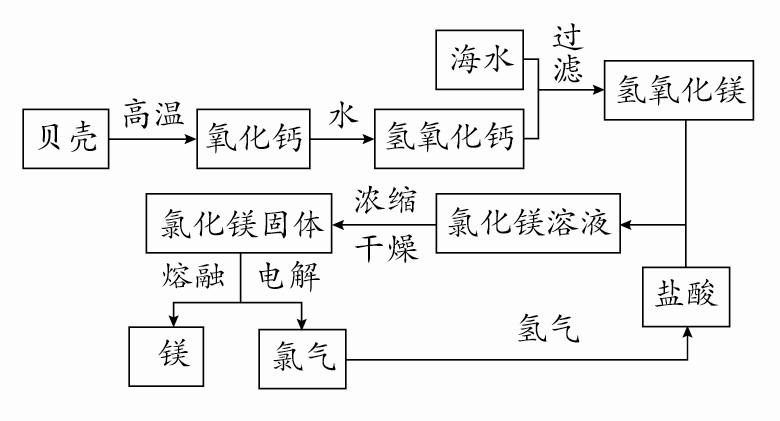 海水
过
滤
氢氧化镁
贝壳
高温
氧化钙
水
氢氧化钙
氯化镁固体
浓缩
干燥
氯化镁溶液
熔融
电解
盐酸
镁
氯气
氢气